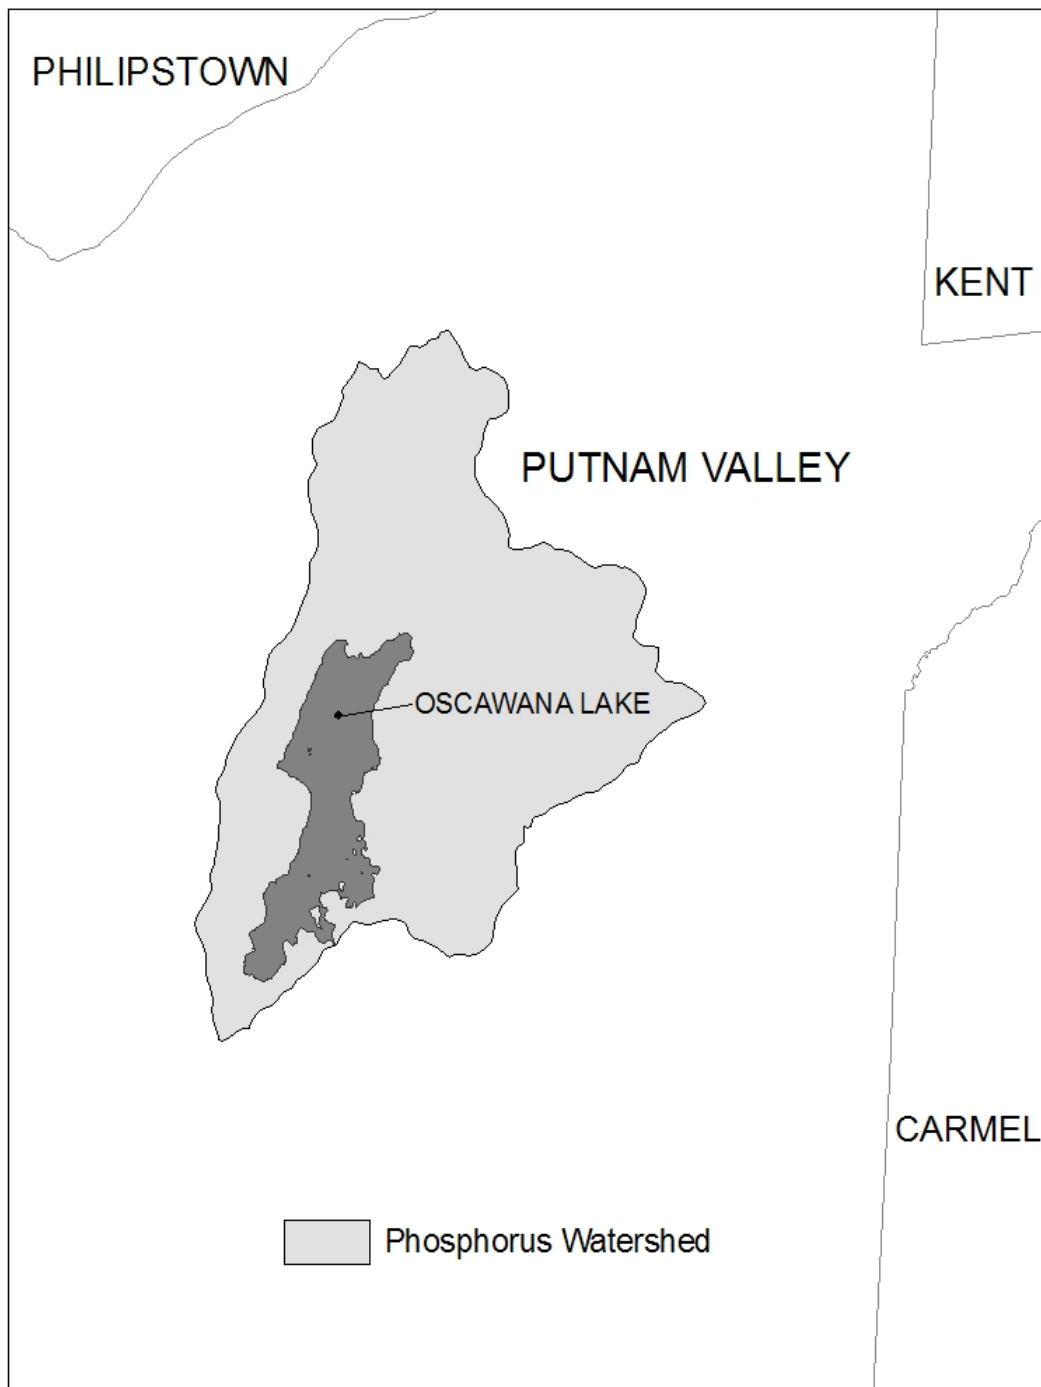 PHILIPSTOWN
KENT
PUTNAM VALLEY
OSCAWANA LAKE
CARMEL
Phosphorus Watershed